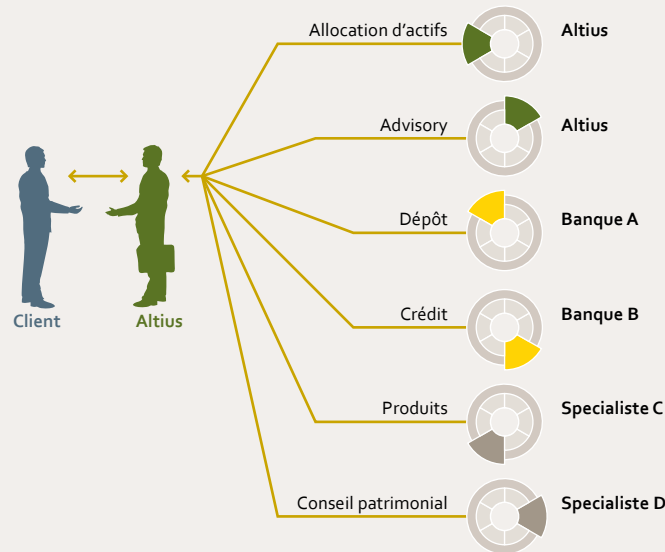 Allocation d'actifs
Altius
Advisory
Altius
Dépôt
Banque A
Crédit
Banque B
Client
Altius
Produits
Specialiste C
Conseil patrimonial
Specialiste D